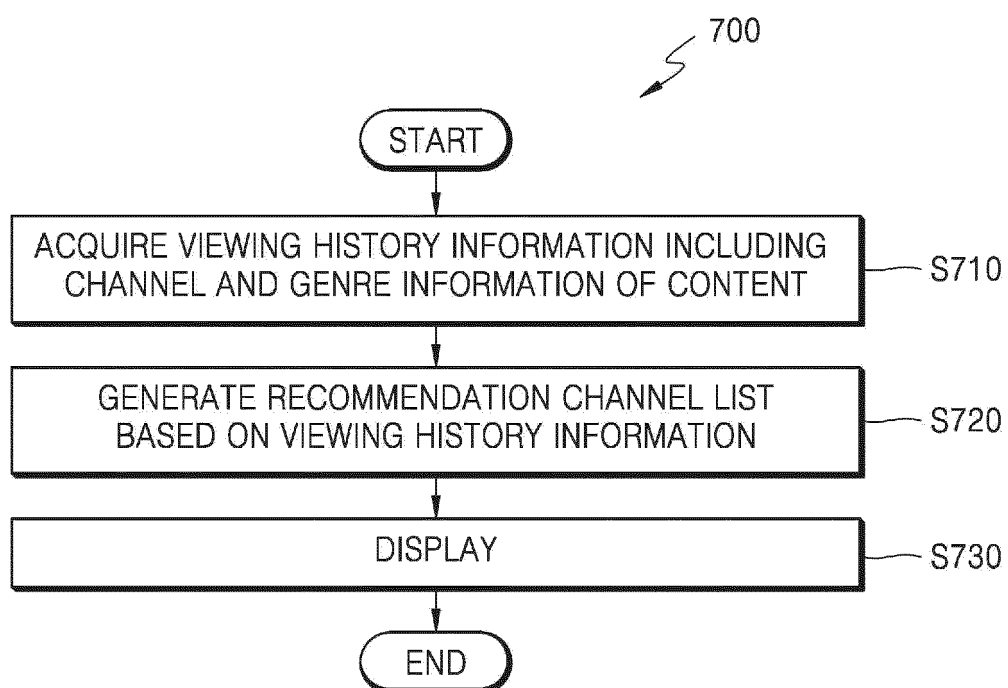 700
START
ACQUIRE VIEWING HISTORY INFORMATION INCLUDING
CHANNEL AND GENRE INFORMATION OF CONTENT
S710
GENERATE RECOMMENDATION CHANNEL LIST
BASED ON VIEWING HISTORY INFORMATION
S720
DISPLAY
S730
END